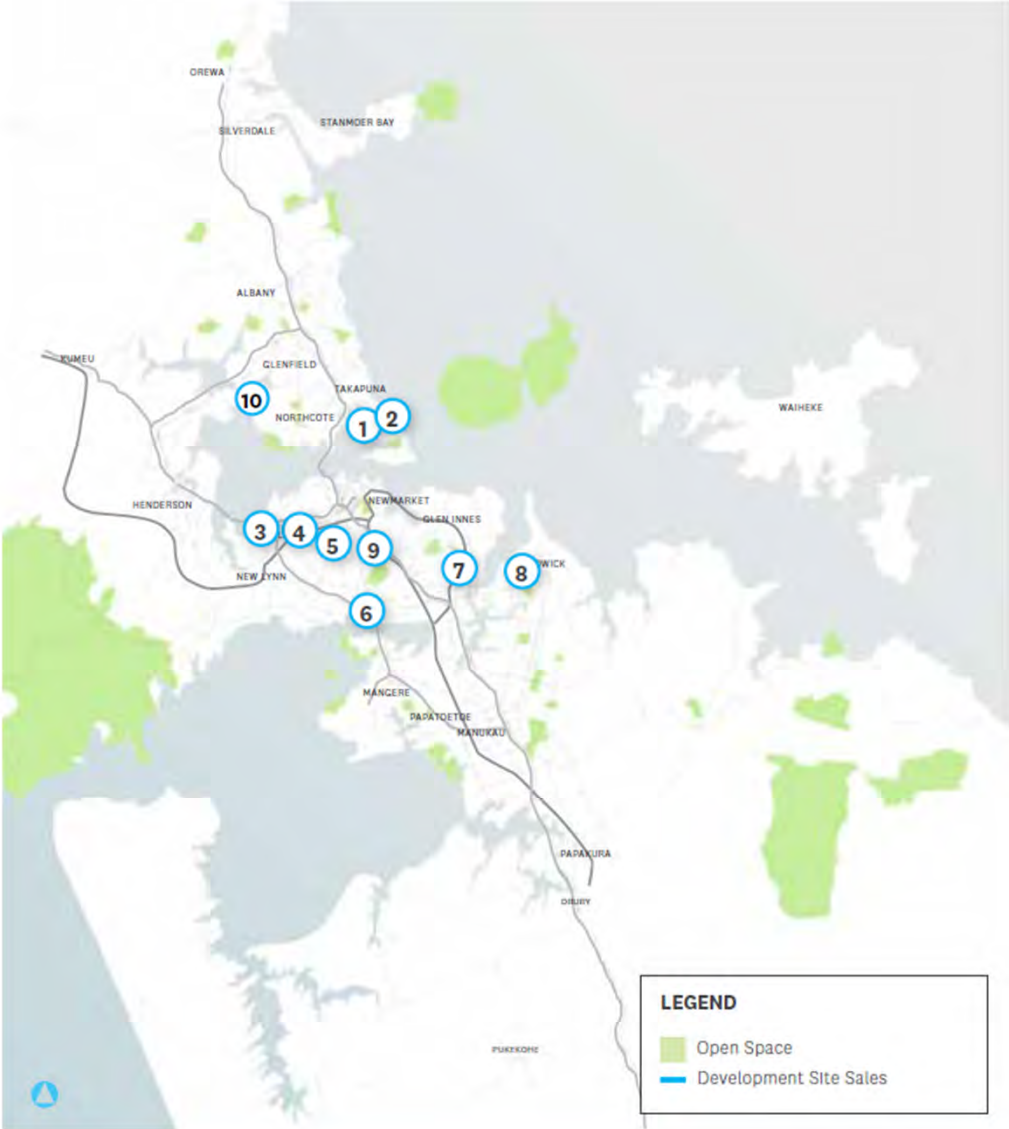 OREWA
STANMOER BAY
SILVERDALE
ALBANY
KUMEU
GLENFIELD
TAKAPUNA
10
2
WAIHEKE
NORTHCOTE
1
NEWMARKET
HENDERSON
GLEN INNES
3
4
5
9
7
8
WICK
NEW LYNN
6
MANGERE
PAPATOETOE
MANUKAU
PAPAKURA
DRURY
PUKEKOHE
LEGEND
Open Space
Development Site Sales